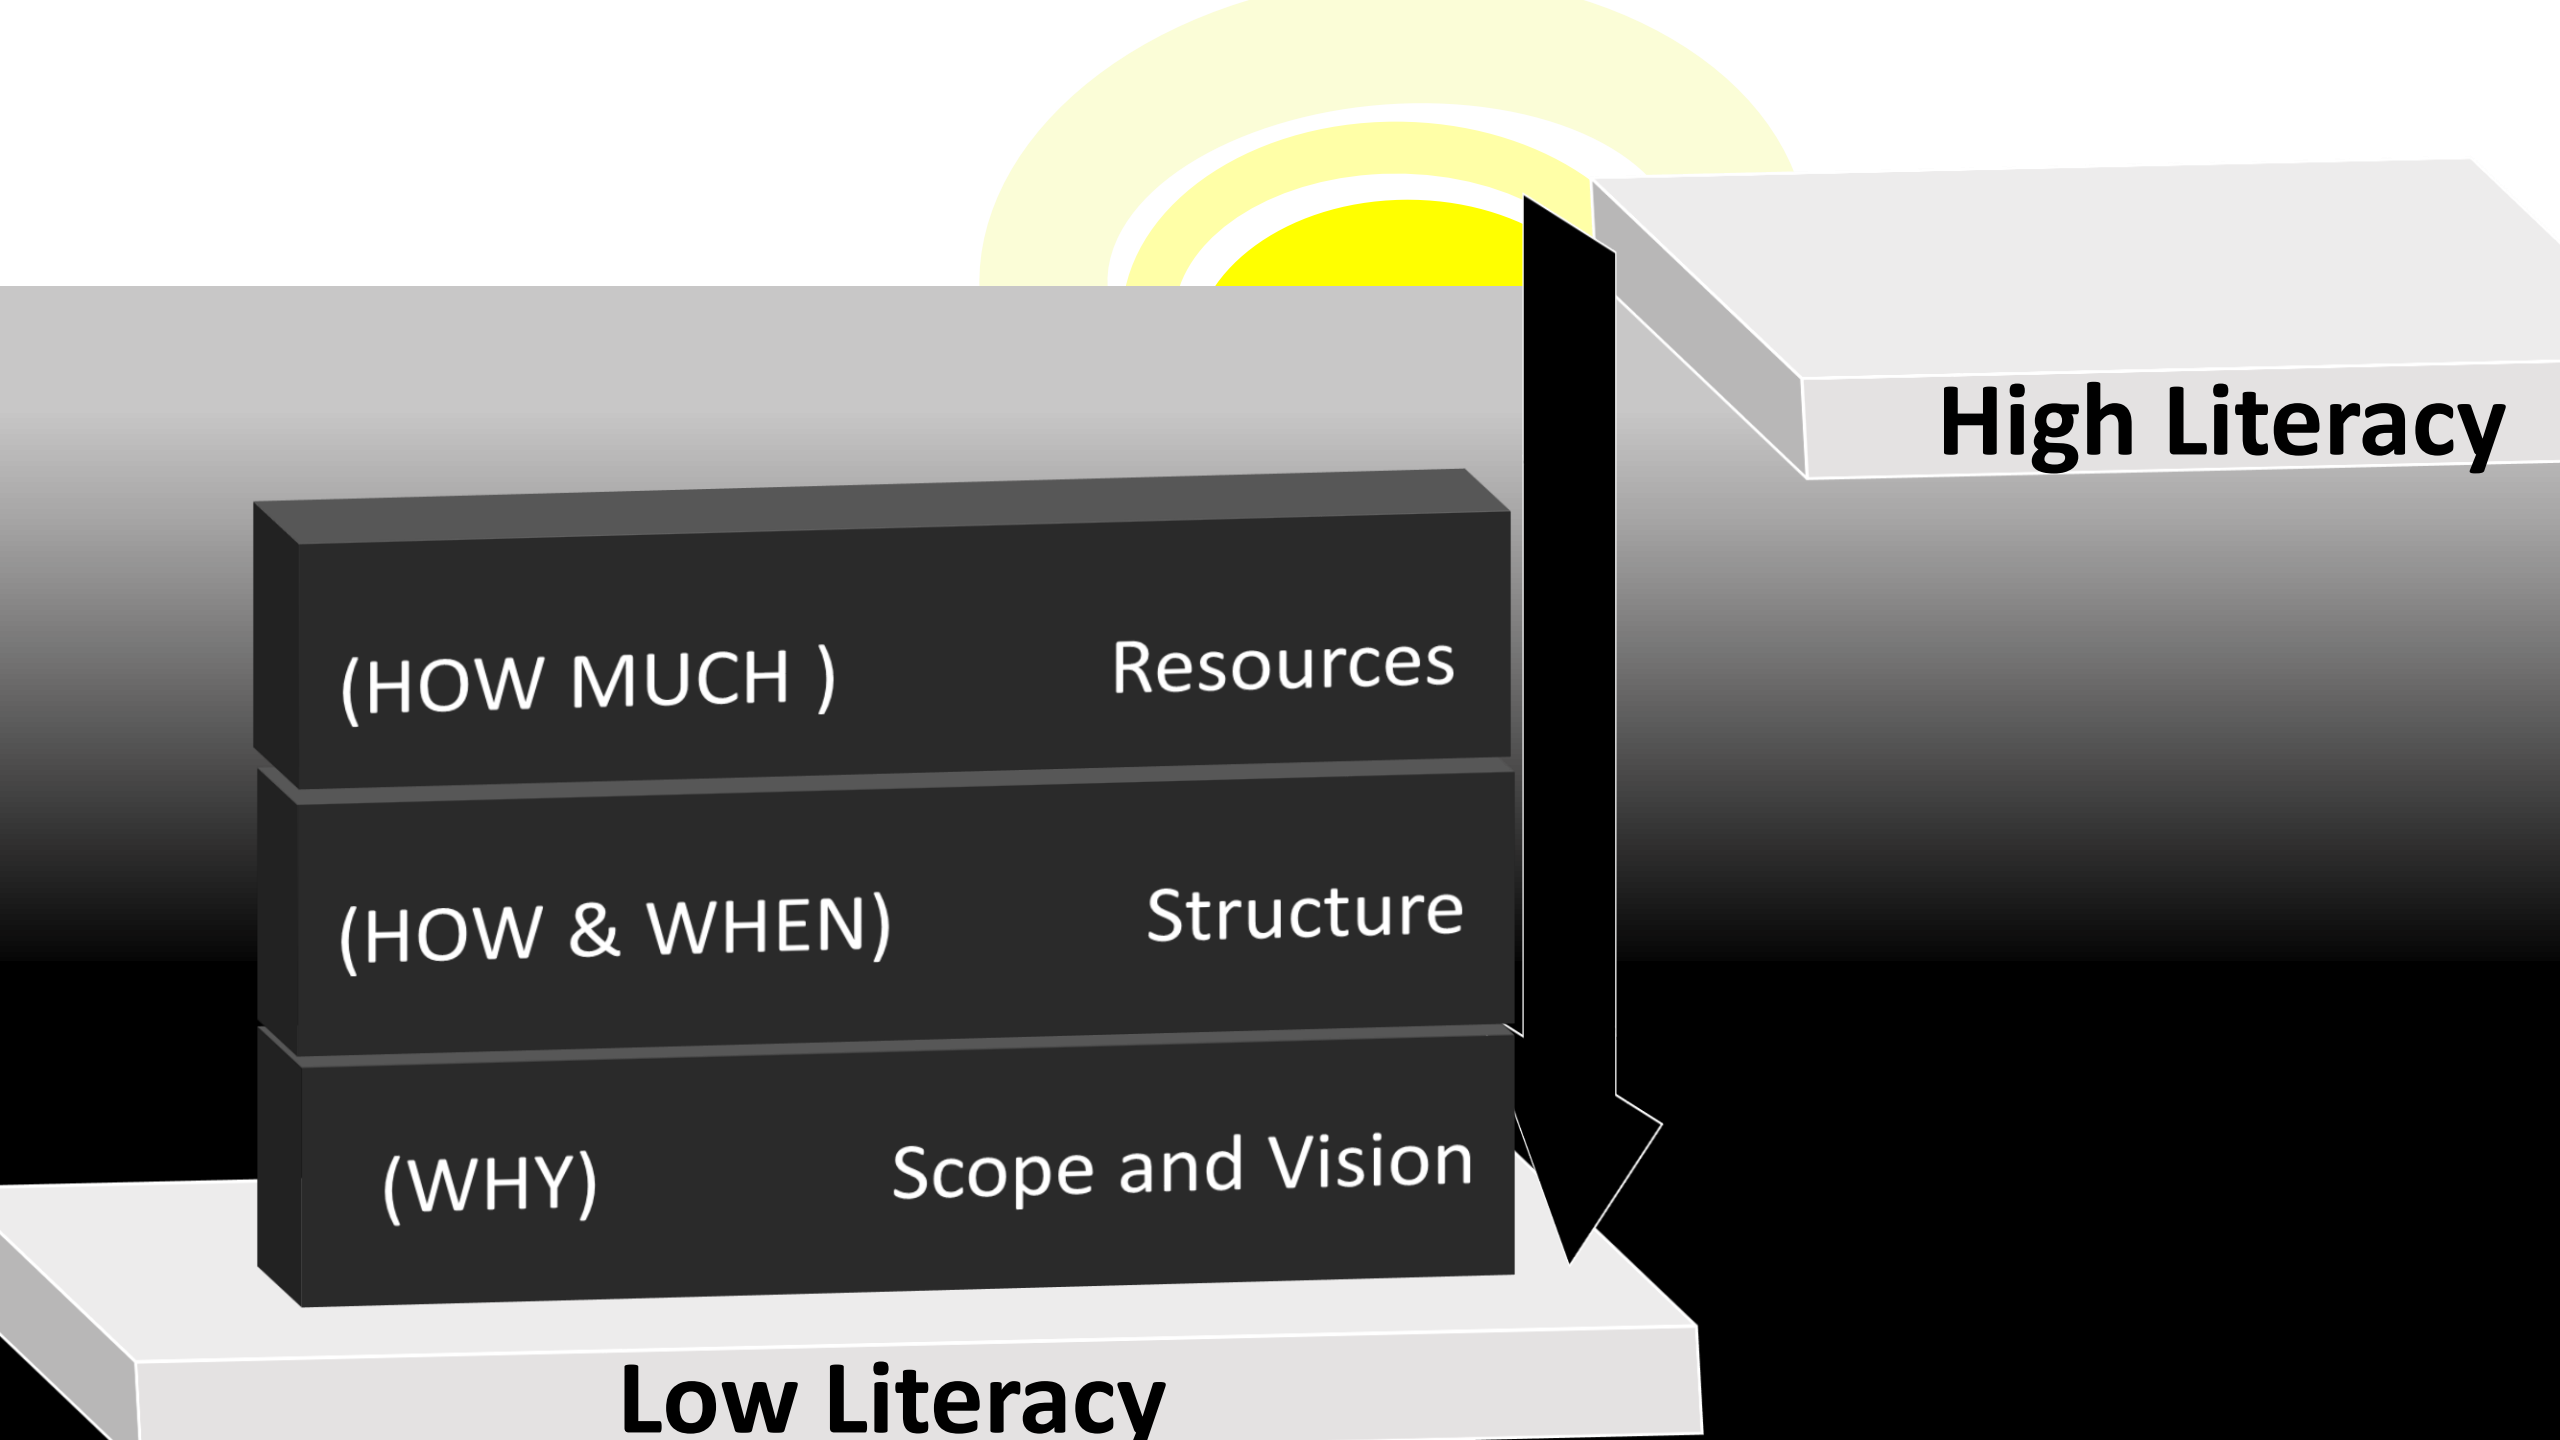 High Literacy
(HOW MUCH ) Resources
(HOW & WHEN) Structure
(WHY) Scope and Vision
Low Literacy